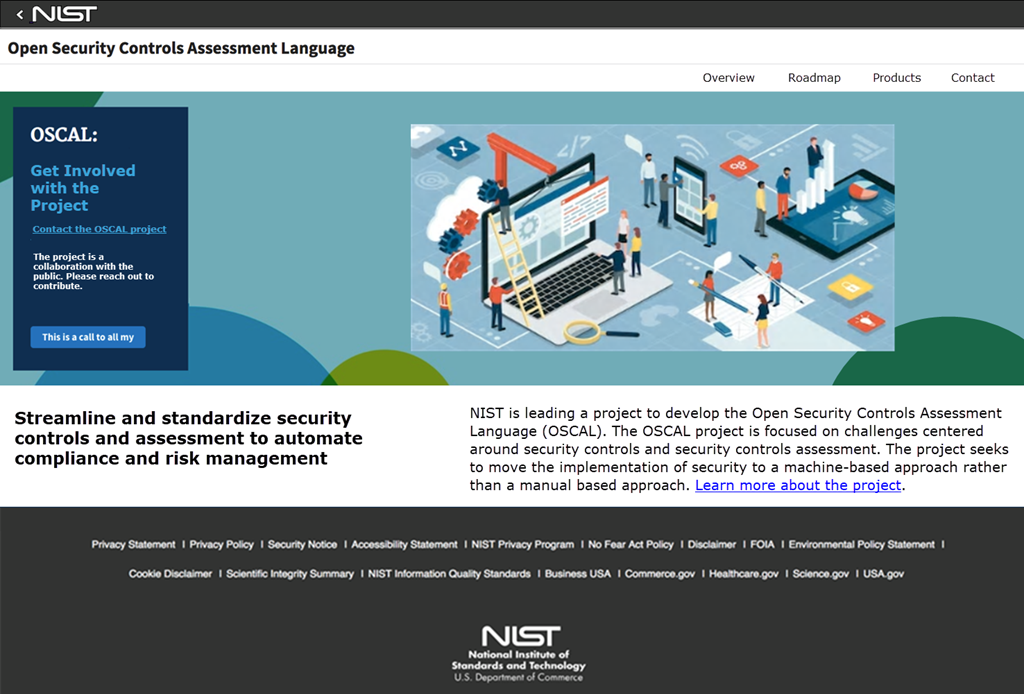 NIST
Open Security Controls Assessment Language
Overview Roadmap Products Contact
OSCAL:
Get Involved
with the
Project
Contact the OSCAL project
The project is a
collaboration with the
public. Please reach out to
contribute.
This is a call to all my
Streamline and standardize security
controls and assessment to automate
compliance and risk management
NIST is leading a project to develop the Open Security Controls Assessment
Language (OSCAL). The OSCAL project is focused on challenges centered
around security controls and security controls assessment. The project seeks
to move the implementation of security to a machine-based approach rather
than a manual based approach. Learn more about the project.
Privacy Statement | Privacy Policy | Security Notice | Accessibility Statement | NIST Privacy Program | No Fear Act Policy | Disclaimer | FOIA | Environmental Policy Statement |
Cookie Disclaimer | Scientific Integrity Summary | NIST Information Quality Standards | Business USA | Commerce.gov | Healthcare.gov | Science.gov | USA.gov
NIST
National Institute of
Standards and Technology
U.S. Department of Commerce